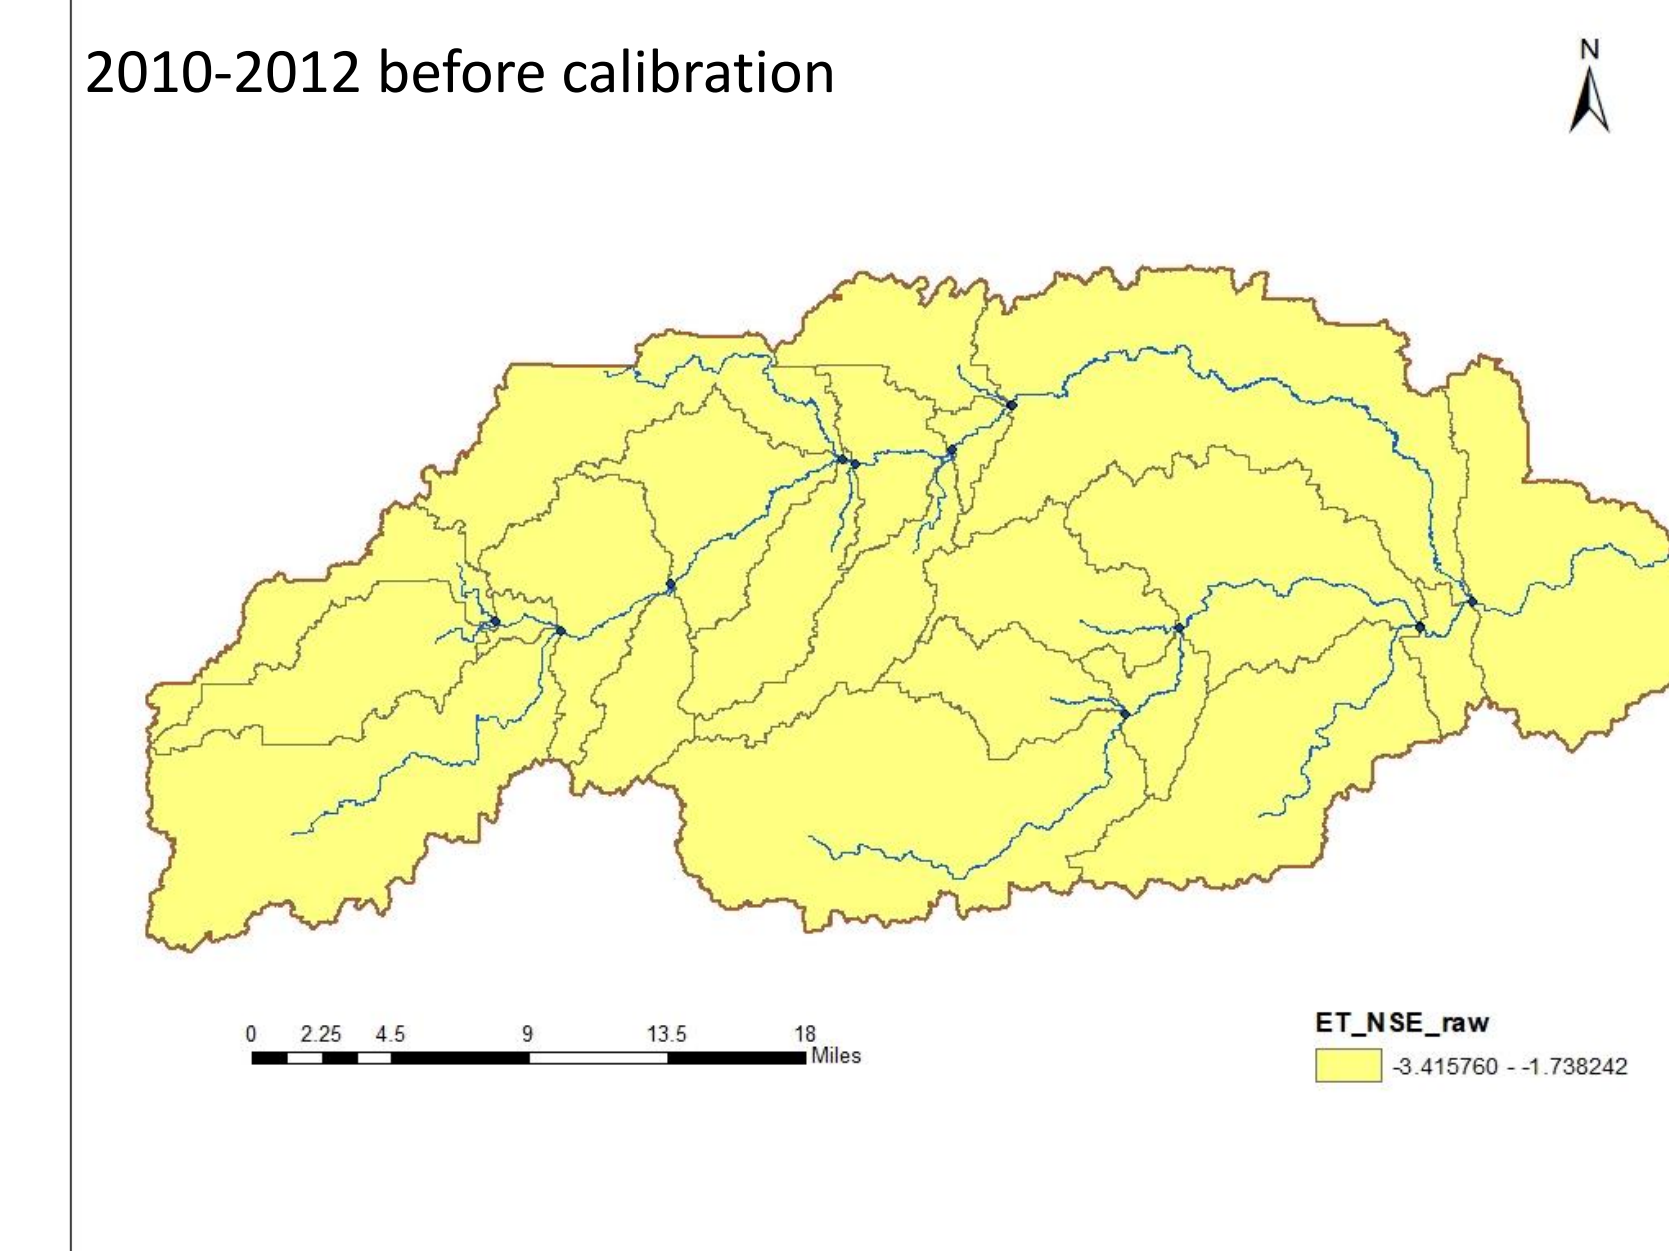 2010-2012 before calibration
N
0 2.25 4.5 9 13.5 18
Miles
ET_NSE_raw
-3.415760 - -1.738242